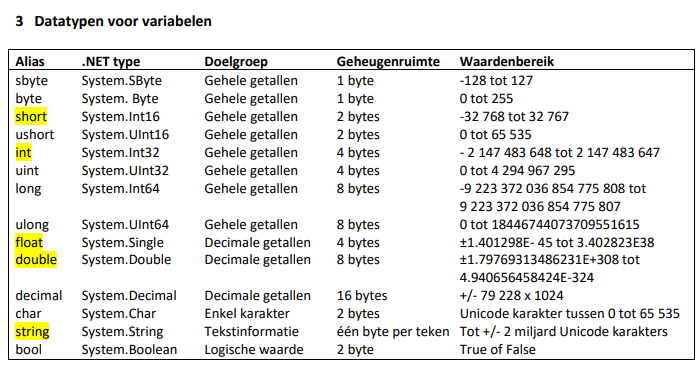 3 Datatypen voor variabelen
Alias .NET type Doelgroep Geheugenruimte Waardenbereik
sbyte System.SByte Gehele getallen 1 byte -128 tot 127
byte System. Byte Gehele getallen 1 byte 0 tot 255
short System.Int16 Gehele getallen 2 bytes -32 768 tot 32 767
ushort System.UInt16 Gehele getallen 2 bytes 0 tot 65 535
int System.Int32 Gehele getallen 4 bytes - 2 147 483 648 tot 2 147 483 647
uint System.UInt32 Gehele getallen 4 bytes 0 tot 4 294 967 295
long System.Int64 Gehele getallen 8 bytes -9 223 372 036 854 775 808 tot
9 223 372 036 854 775 807
ulong System.UInt64 Gehele getallen 8 bytes 0 tot 18446744073709551615
float System.Single Decimale getallen 4 bytes ±1.401298E- 45 tot 3.402823E38
double System.Double Decimale getallen 8 bytes ±1.79769313486231E+308 tot
4.940656458424E-324
decimal System.Decimal Decimale getallen 16 bytes +/- 79 228 x 1024
char System.Char Enkel karakter 2 bytes Unicode karakter tussen 0 tot 65 535
string System.String Tekstinformatie één byte per teken Tot +/- 2 miljard Unicode karakters
bool System.Boolean Logische waarde 2 byte True of False